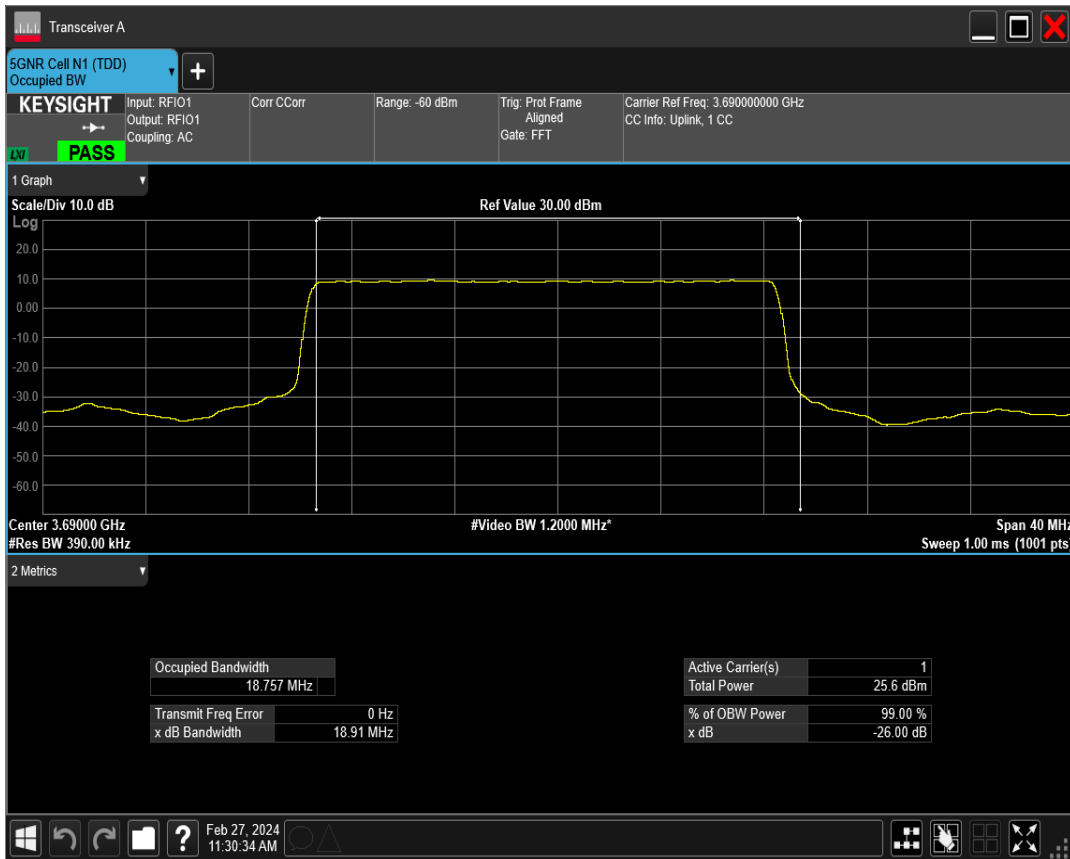 Transceiver A
5GNR Cell N1 (TDD)
Occupied BW
+
KEYSIGHT
LXI
PASS
Input: RFIO1
Output: RFIO1
Coupling: AC
Corr CCorr
Range: -60 dBm
Trig: Prot Frame
Aligned
Gate: FFT
Carrier Ref Freq: 3.690000000 GHz
CC Info: Uplink, 1 CC
1 Graph
Scale/Div 10.0 dB
Ref Value 30.00 dBm
Log
20.0
10.0
0.00
-10.0
-20.0
-30.0
-40.0
-50.0
-60.0
Center 3.69000 GHz
#Video BW 1.2000 MHz*
Span 40 MHz
#Res BW 390.00 kHz
Sweep 1.00 ms (1001 pts)
2 Metrics
Occupied Bandwidth
18.757 MHz
Transmit Freq Error 0 Hz
x dB Bandwidth 18.91 MHz
Active Carrier(s) 1
Total Power 25.6 dBm
% of OBW Power 99.00 %
x dB -26.00 dB
?
Feb 27, 2024
11:30:34 AM